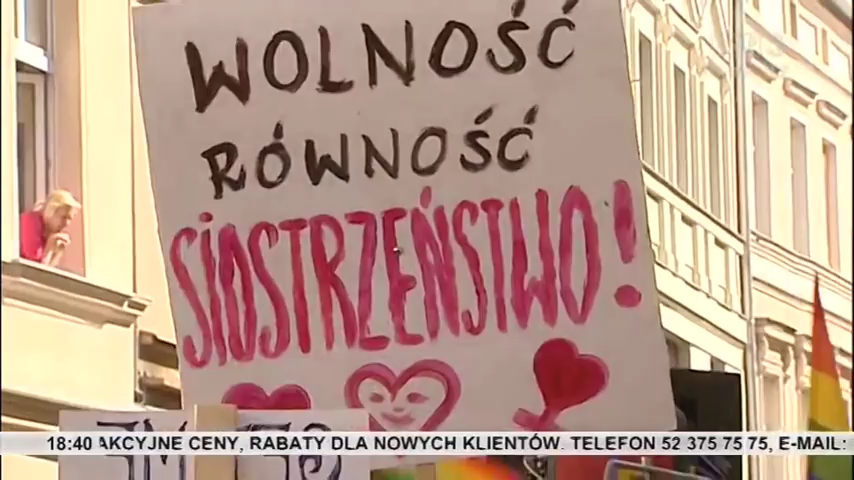 WOLNOŚĆ
RÓWNOŚĆ
SIOSTRZEŃSTWO!
18:40 AKCYJNE CENY, RABATY DLA NOWYCH KLIENTÓW. TELEFON 52 375 75 75, E-MAIL: